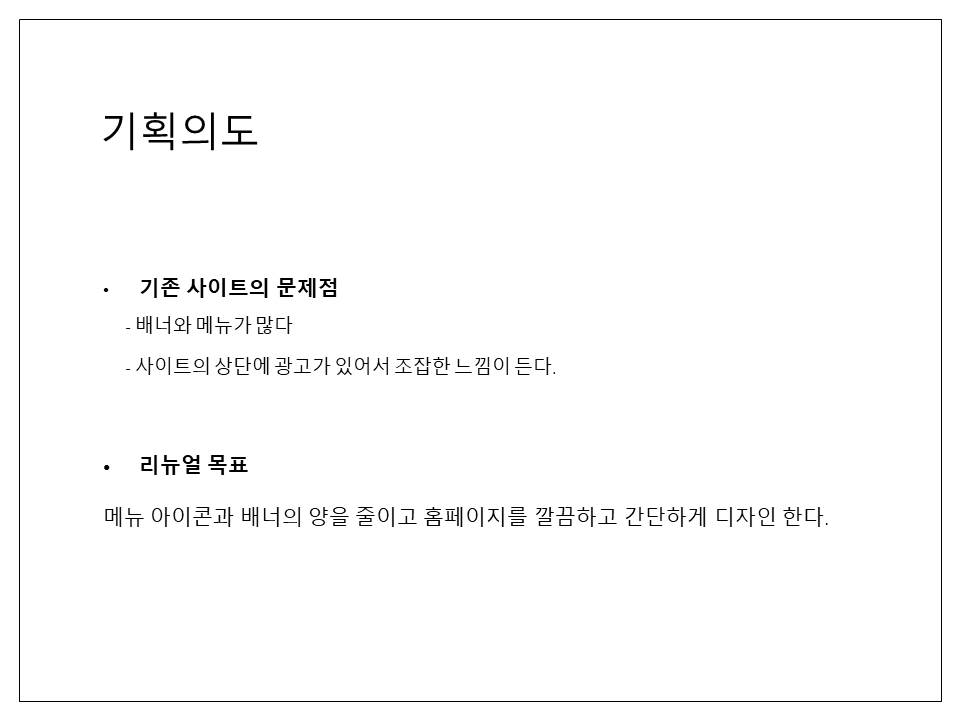 기획의도
• 기존 사이트의 문제점
- 배너와 메뉴가 많다
- 사이트의 상단에 광고가 있어서 조잡한 느낌이 든다.
• 리뉴얼 목표
메뉴 아이콘과 배너의 양을 줄이고 홈페이지를 깔끔하고 간단하게 디자인 한다.